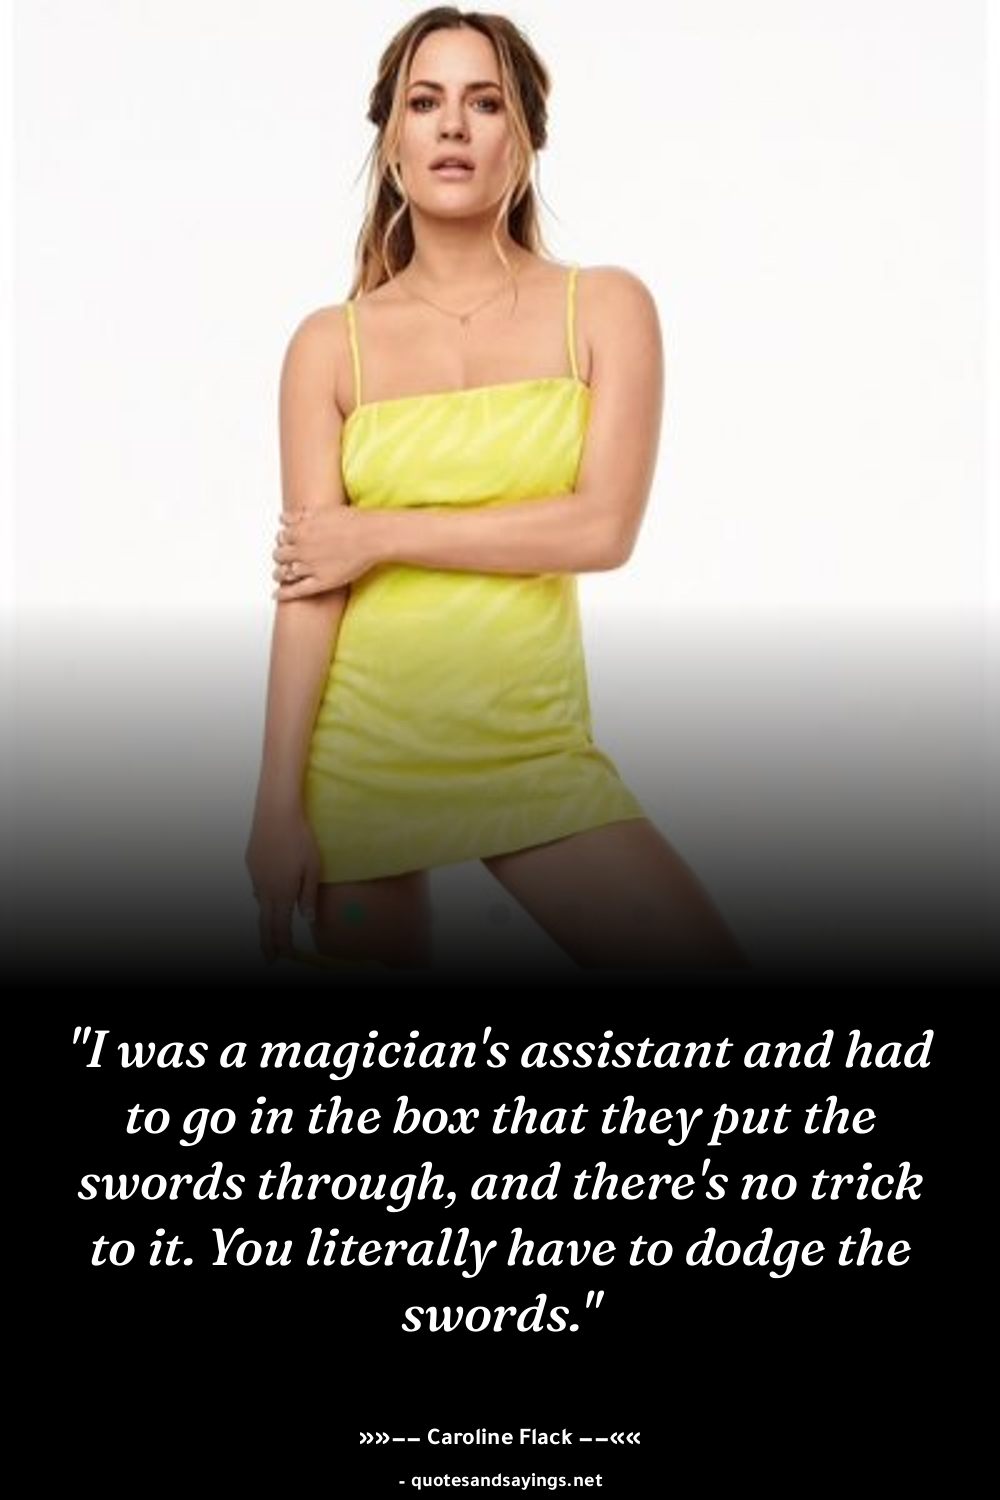 "I was a magician's assistant and had
to go in the box that they put the
swords through, and there's no trick
to it. You literally have to dodge the
swords."
»»–– Caroline Flack ––««
- quotesandsayings.net